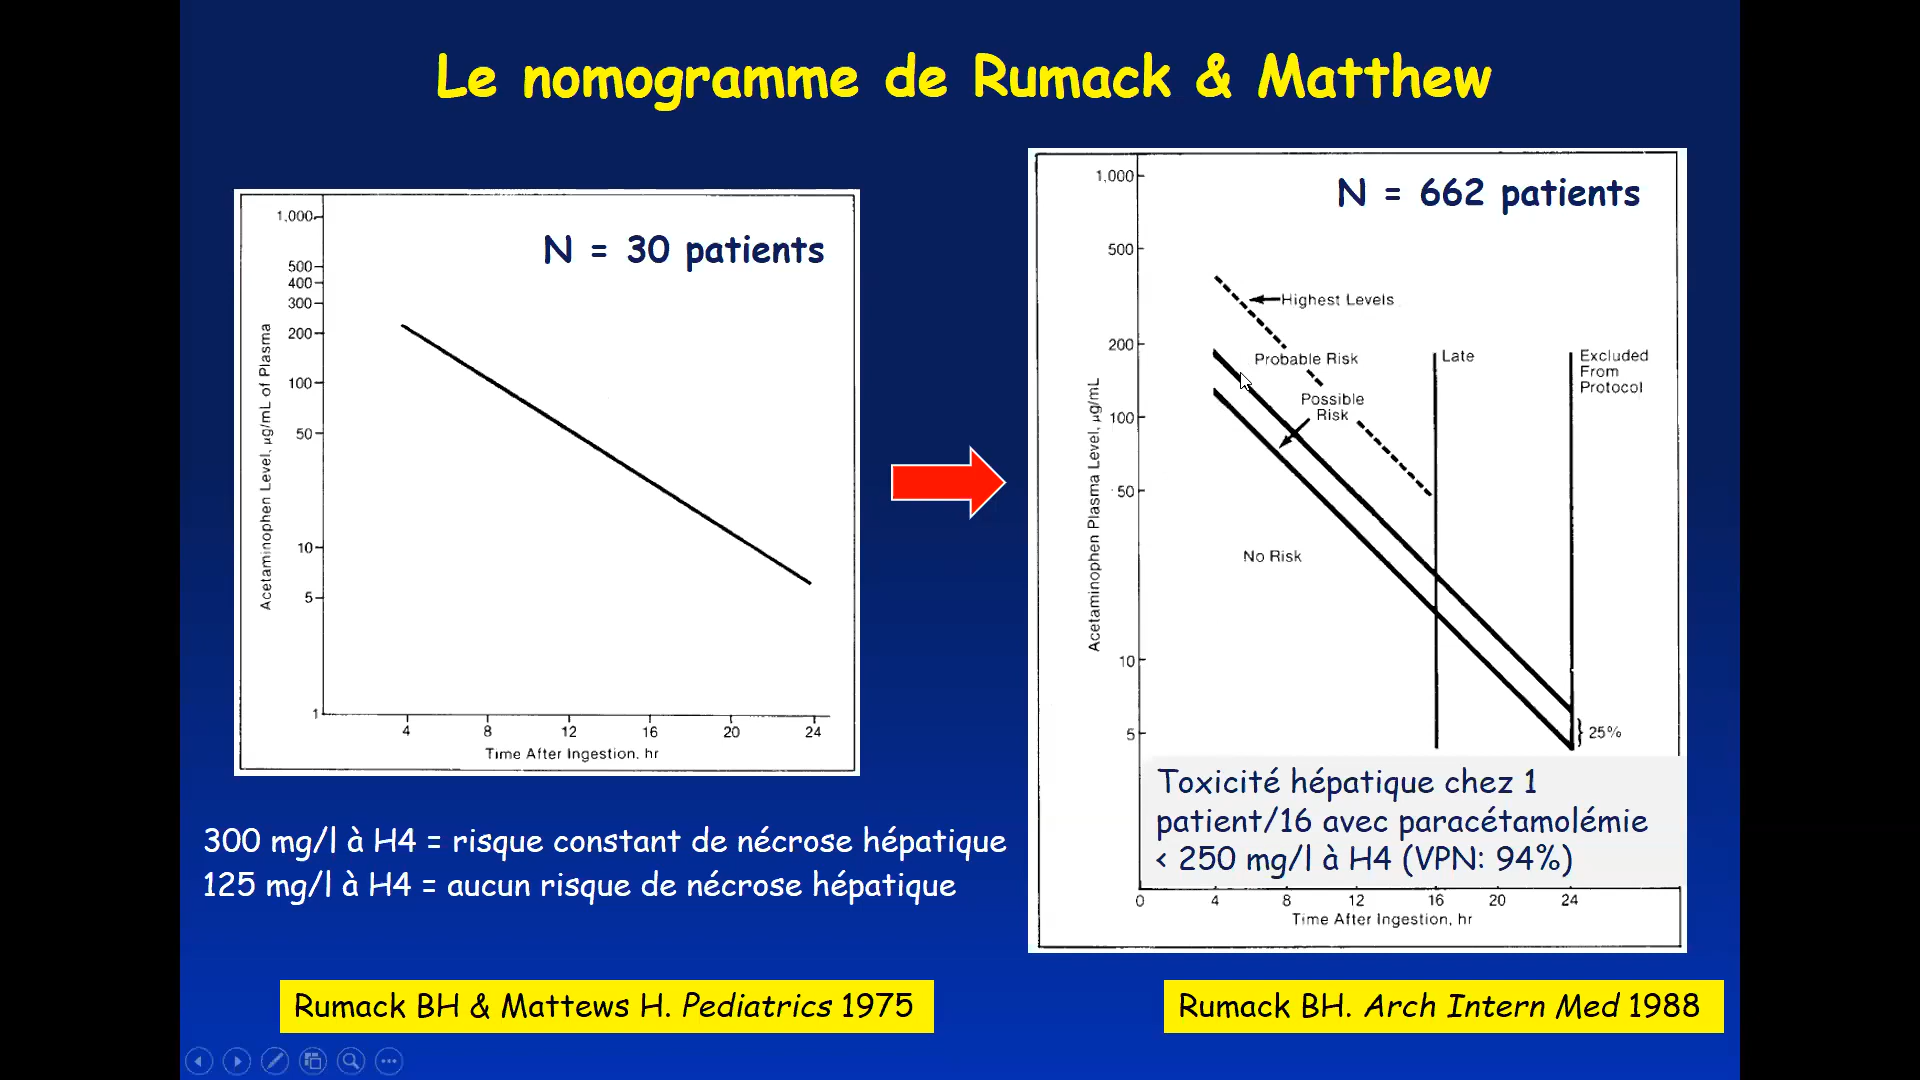 Le nomogramme de Rumack & Matthew
N = 30 patients
1,000
500
400
300
200
100
50
10
5
1
Acetaminophen Level, µg/mL of Plasma
4 8 12 16 20 24
Time After Ingestion, hr
300 mg/l à H4 = risque constant de nécrose hépatique
125 mg/l à H4 = aucun risque de nécrose hépatique
Rumack BH & Mattews H. Pediatrics 1975
N = 662 patients
1,000
500
200
100
50
10
5
Acetaminophen Plasma Level, µg/mL
Highest Levels
Probable Risk
Possible
Risk
Late
Excluded
From
Protocol
No Risk
25%
Toxicité hépatique chez 1
patient/16 avec paracétamolémie
< 250 mg/l à H4 (VPN: 94%)
0 4 8 12 16 20 24
Time After Ingestion, hr
Rumack BH. Arch Intern Med 1988